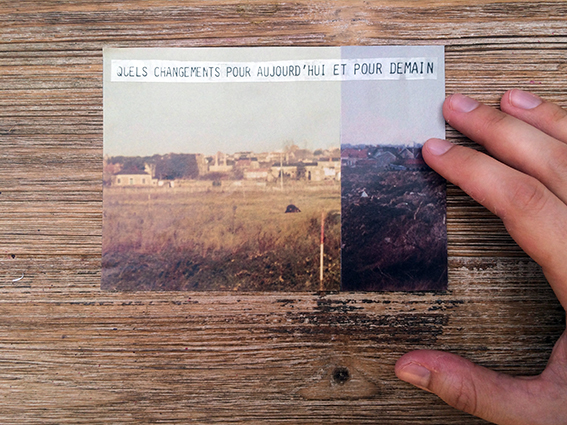 QUELS CHANGEMENTS POUR AUJOURD'HUI ET POUR DEMAIN